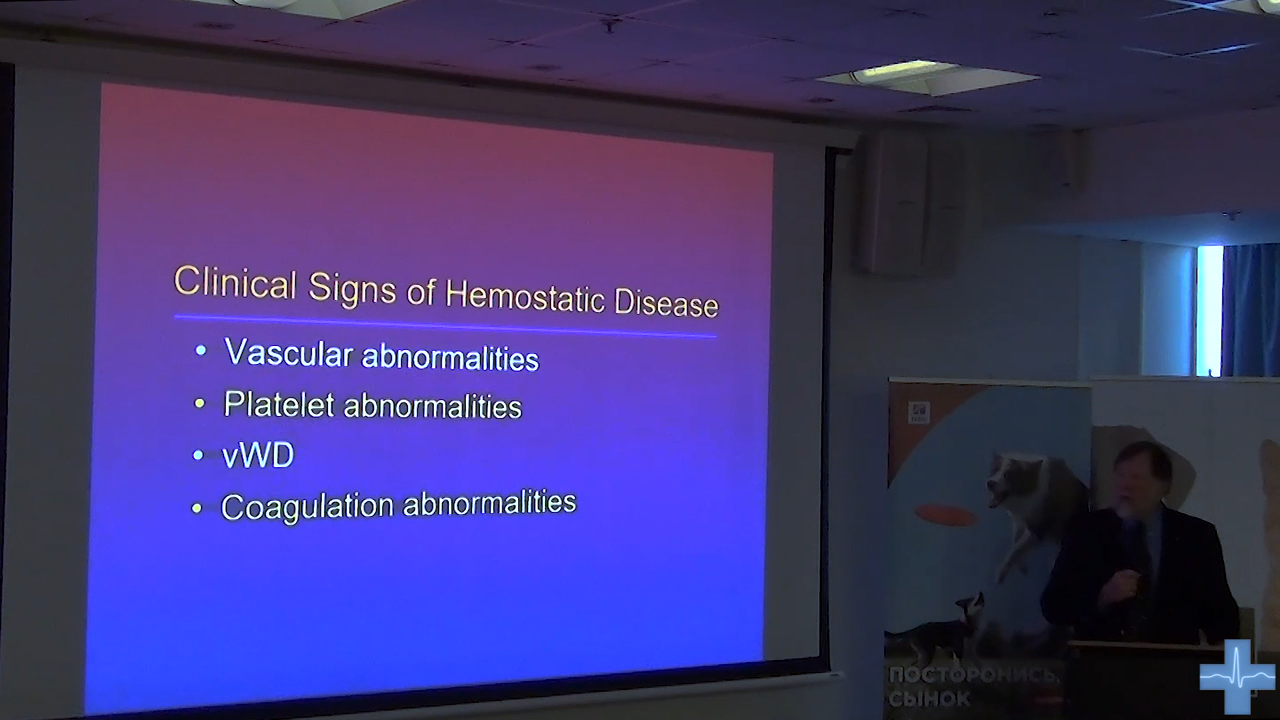 Clinical Signs of Hemostatic Disease
• Vascular abnormalities
• Platelet abnormalities
• vWD
• Coagulation abnormalities
ПОСТОРОНИСЬ,
СЫНОК